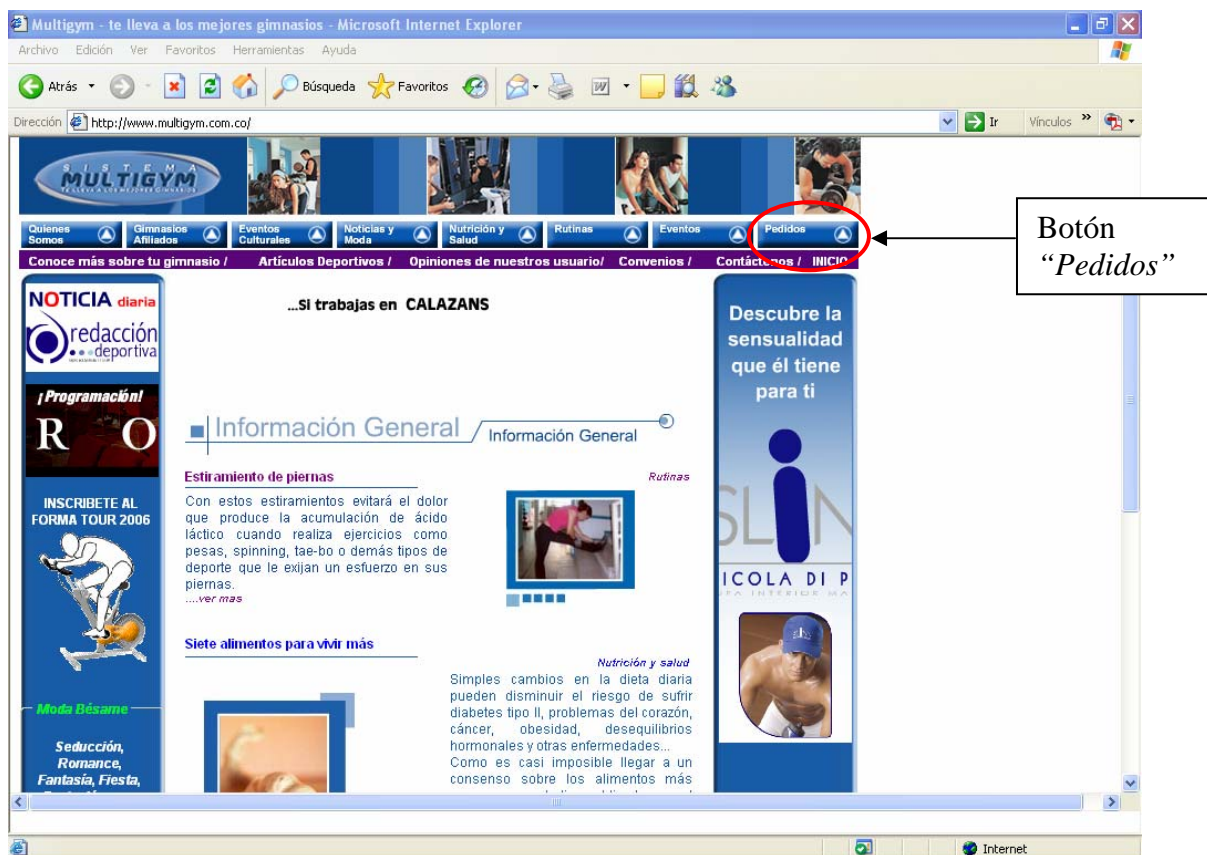 Multigym - te lleva a los mejores gimnasios - Microsoft Internet Explorer
Archivo Edición Ver Favoritos Herramientas Ayuda
Atrás Búsqueda Favoritos
Dirección http://www.multigym.com.co/ Ir Vínculos
SISTEMA
MULTIGYM
TE LLEVA A LOS MEJORES GIMNASIOS
Quienes Somos
Gimnasios Afiliados
Eventos Culturales
Noticias y Moda
Nutrición y Salud
Rutinas
Eventos
Pedidos
Botón
“Pedidos”
Conoce más sobre tu gimnasio / Artículos Deportivos / Opiniones de nuestros usuario/ Convenios / Contáctenos / INICIO
NOTICIA diaria
redacción
deportiva
¡Programación!
R O
INSCRIBETE AL
FORMA TOUR 2006
Moda Bésame
Seducción,
Romance,
Fantasía, Fiesta,
...Si trabajas en CALAZANS
Información General
Información General
Estiramiento de piernas
Rutinas
Con estos estiramientos evitará el dolor
que produce la acumulación de ácido
láctico cuando realiza ejercicios como
pesas, spinning, tae-bo o demás tipos de
deporte que le exijan un esfuerzo en sus
piernas.
....ver mas
Siete alimentos para vivir más
Nutrición y salud
Simples cambios en la dieta diaria
pueden disminuir el riesgo de sufrir
diabetes tipo II, problemas del corazón,
cáncer, obesidad, desequilibrios
hormonales y otras enfermedades...
Como es casi imposible llegar a un
consenso sobre los alimentos más
Descubre la
sensualidad
que él tiene
para ti
SLIN
ICOLA DI P
Internet